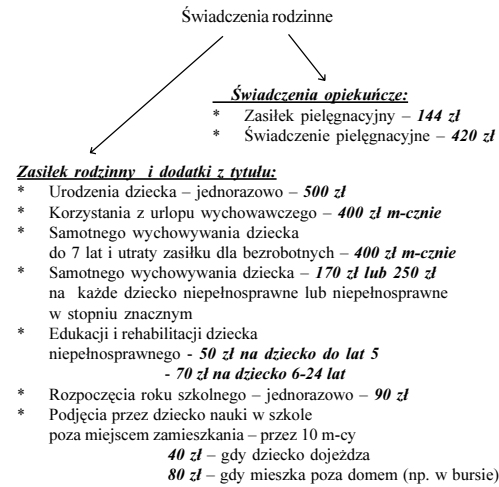 Świadczenia rodzinne
Świadczenia opiekuńcze:
* Zasiłek pielęgnacyjny – 144 zł
* Świadczenie pielęgnacyjne – 420 zł
Zasiłek rodzinny i dodatki z tytułu:
* Urodzenia dziecka – jednorazowo – 500 zł
* Korzystania z urlopu wychowawczego – 400 zł m-cznie
* Samotnego wychowywania dziecka
do 7 lat i utraty zasiłku dla bezrobotnych – 400 zł m-cznie
* Samotnego wychowywania dziecka – 170 zł lub 250 zł
na każde dziecko niepełnosprawne lub niepełnosprawne
w stopniu znacznym
* Edukacji i rehabilitacji dziecka
niepełnosprawnego - 50 zł na dziecko do lat 5
- 70 zł na dziecko 6-24 lat
* Rozpoczęcia roku szkolnego – jednorazowo – 90 zł
* Podjęcia przez dziecko nauki w szkole
poza miejscem zamieszkania – przez 10 m-cy
40 zł – gdy dziecko dojeżdza
80 zł – gdy mieszka poza domem (np. w bursie)